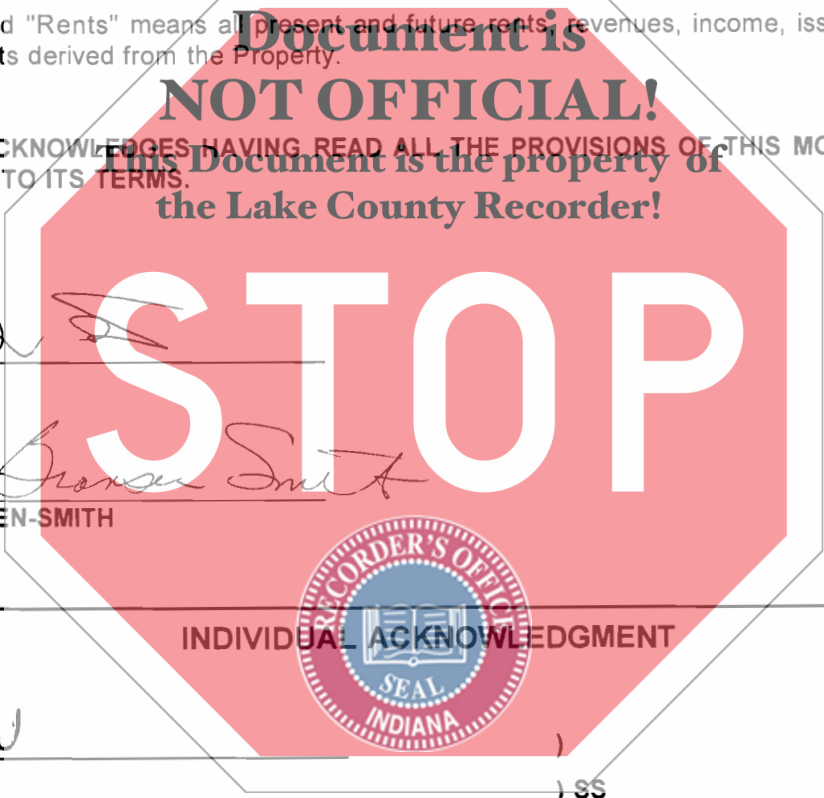 d "Rents" means all present and future rents, revenues, income, iss
ts derived from the Property.
Document is
NOT OFFICIAL!
This Document is the property of
the Lake County Recorder!
CKNOWLEDGES HAVING READ ALL THE PROVISIONS OF THIS MO
TO ITS TERMS.
STOP
Smith
EN-SMITH
RECORDER'S OFFICE
SEAL
INDIANA
INDIVIDUAL ACKNOWLEDGMENT
)
) SS